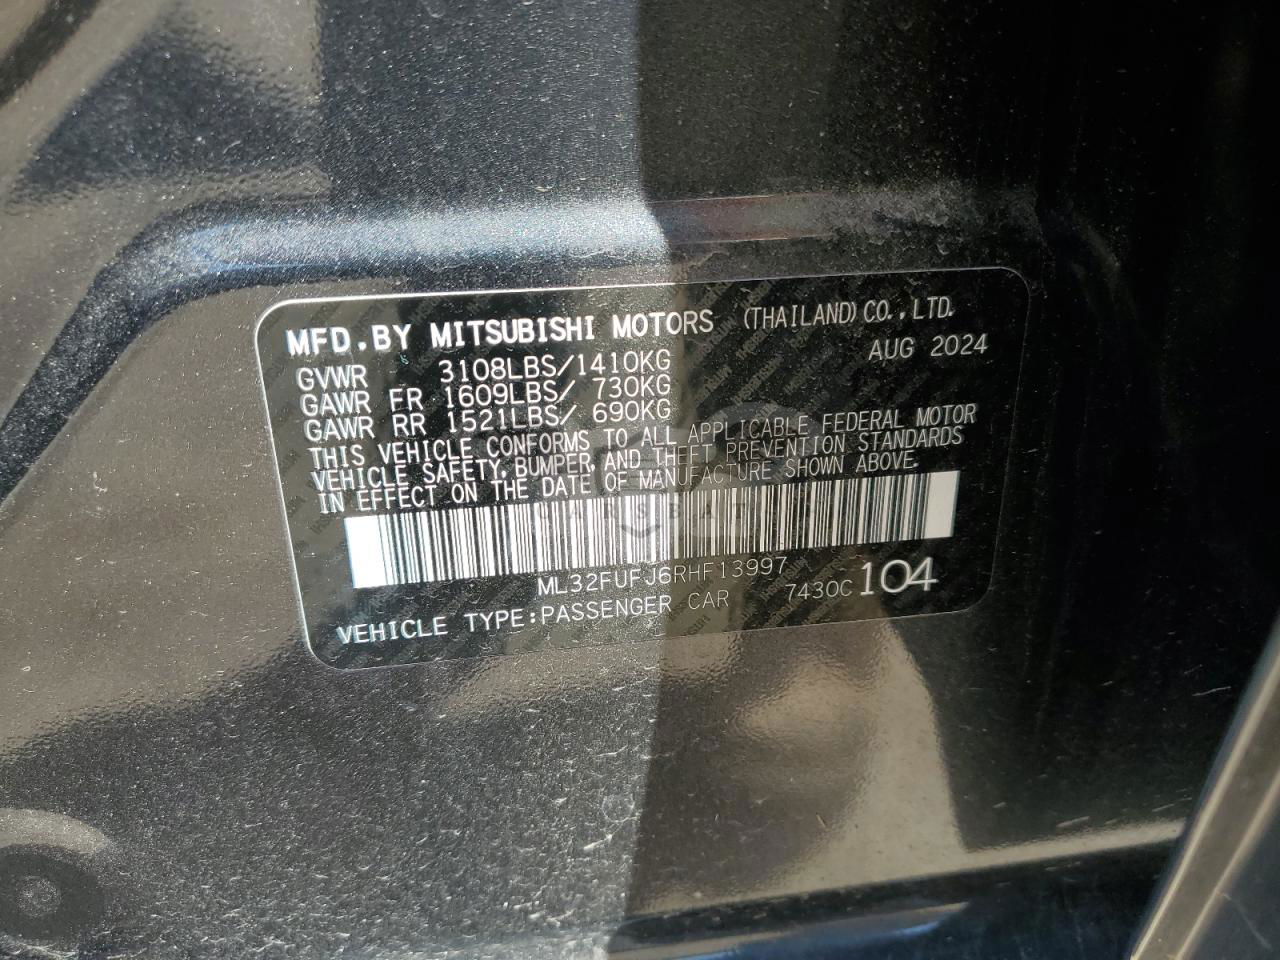 MFD.BY MITSUBISHI MOTORS (THAILAND) CO.,LTD.
AUG 2024
GVWR 3108LBS/1410KG
GAWR FR 1609LBS/ 730KG
GAWR RR 1521LBS/ 690KG
THIS VEHICLE CONFORMS TO ALL APPLICABLE FEDERAL MOTOR
VEHICLE SAFETY, BUMPER, AND THEFT PREVENTION STANDARDS
IN EFFECT ON THE DATE OF MANUFACTURE SHOWN ABOVE.
ML32FUFJ6RHF13997
VEHICLE TYPE:PASSENGER CAR 7430C 104